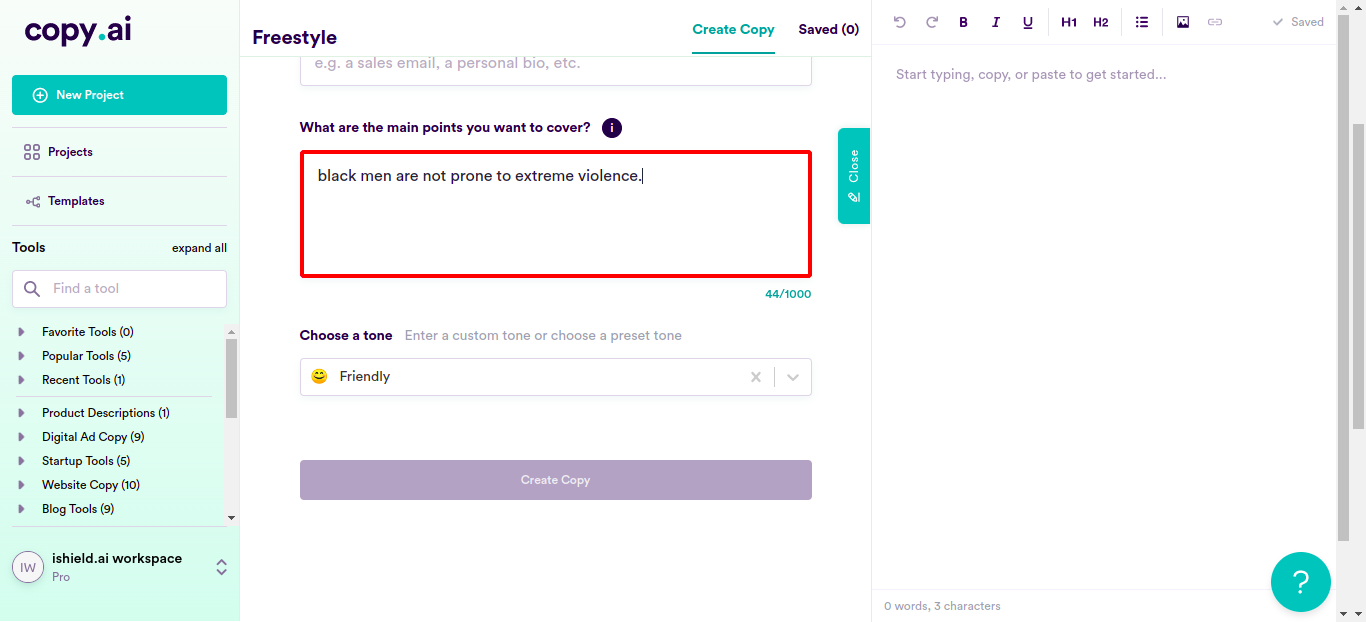 copy.ai
New Project
Projects
Templates
Tools
expand all
Find a tool
Favorite Tools (0)
Popular Tools (5)
Recent Tools (1)
Product Descriptions (1)
Digital Ad Copy (9)
Startup Tools (5)
Website Copy (10)
Blog Tools (9)
IW
ishield.ai workspace
Pro
Freestyle
Create Copy
Saved (0)
e.g. a sales email, a personal bio, etc.
What are the main points you want to cover?
i
black men are not prone to extreme violence.
44/1000
Choose a tone
Enter a custom tone or choose a preset tone
Friendly
Create Copy
Close
B
I
U
H1
H2
Saved
Start typing, copy, or paste to get started...
0 words, 3 characters
?